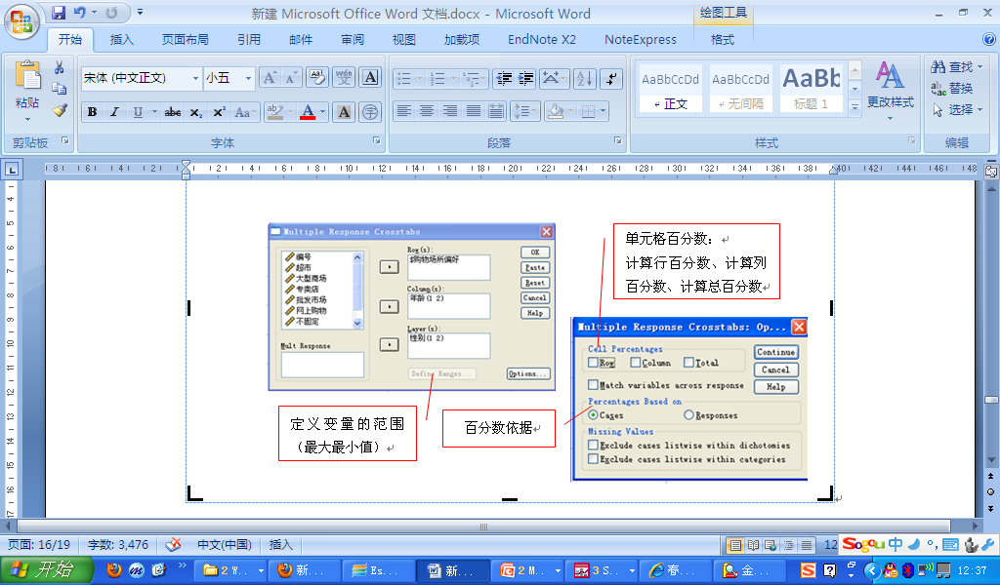 新建 Microsoft Office Word 文档.docx - Microsoft Word
绘图工具
开始 插入 页面布局 引用 邮件 审阅 视图 加载项 EndNote X2 NoteExpress 格式
粘贴
剪贴板
宋体 (中文正文) 小五
字体
段落
AaBbCcDd AaBbCcDd AaBb
正文 无间隔 标题 1
更改样式
样式
查找
替换
选择
编辑
Multiple Response Crosstabs
编号
超市
大型商场
专卖店
批发市场
网上购物
不固定
Mult Response
Row(s):
$购物场所偏好
Column(s):
年龄(1 2)
Layer(s):
性别(1 2)
Define Ranges...
OK
Paste
Reset
Cancel
Help
Options...
单元格百分数：
计算行百分数、计算列
百分数、计算总百分数
定义变量的范围
（最大最小值）
百分数依据
Multiple Response Crosstabs: Op...
Cell Percentages
Row Column Total
Match variables across response
Percentages Based on
Cases Responses
Missing Values
Exclude cases listwise within dichotomies
Exclude cases listwise within categories
Continue
Cancel
Help
页面: 16/19 字数: 3,476 中文(中国) 插入
12
Sogou 中
开始
2 W... 新... Es... 新... 2 M... 3 S... 春... 金...
12:37